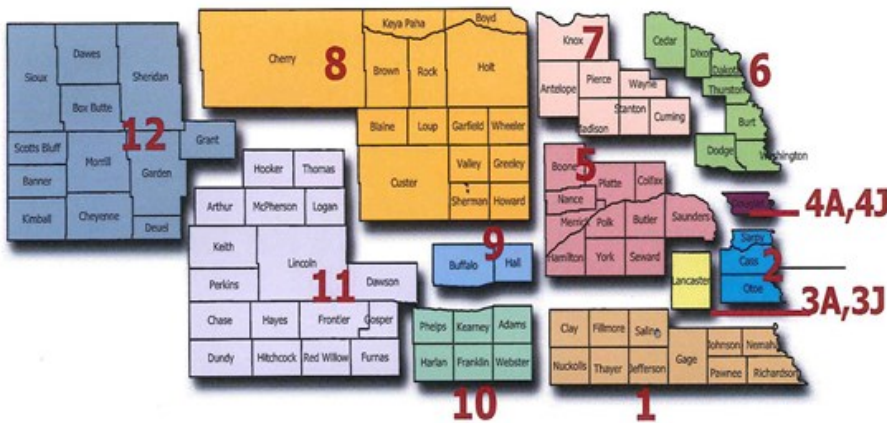 Sioux
Dawes
Sheridan
Box Butte
12
Scotts Bluff
Morrill
Garden
Grant
Banner
Kimball
Cheyenne
Deuel
Cherry
8
Keya Paha
Boyd
Brown
Rock
Holt
Blaine
Loup
Garfield
Wheeler
Custer
Valley
Greeley
Sherman
Howard
Knox
7
Antelope
Pierce
Wayne
Madison
Stanton
Cuming
Cedar
Dixon
Dakota
6
Thurston
Burt
Dodge
Washington
Boone
5
Platte
Colfax
Nance
Merrick
Polk
Butler
Saunders
Hamilton
York
Seward
4A,4J
Sarpy
Cass
2
Otoe
Lancaster
3A,3J
Hooker
Thomas
Arthur
McPherson
Logan
Keith
Lincoln
Perkins
11
Dawson
Chase
Hayes
Frontier
Gosper
Dundy
Hitchcock
Red Willow
Furnas
9
Buffalo
Hall
Phelps
Kearney
Adams
Harlan
Franklin
Webster
10
Clay
Fillmore
Saline
Gage
Johnson
Nemaha
Nuckolls
Thayer
Jefferson
Pawnee
Richardson
1